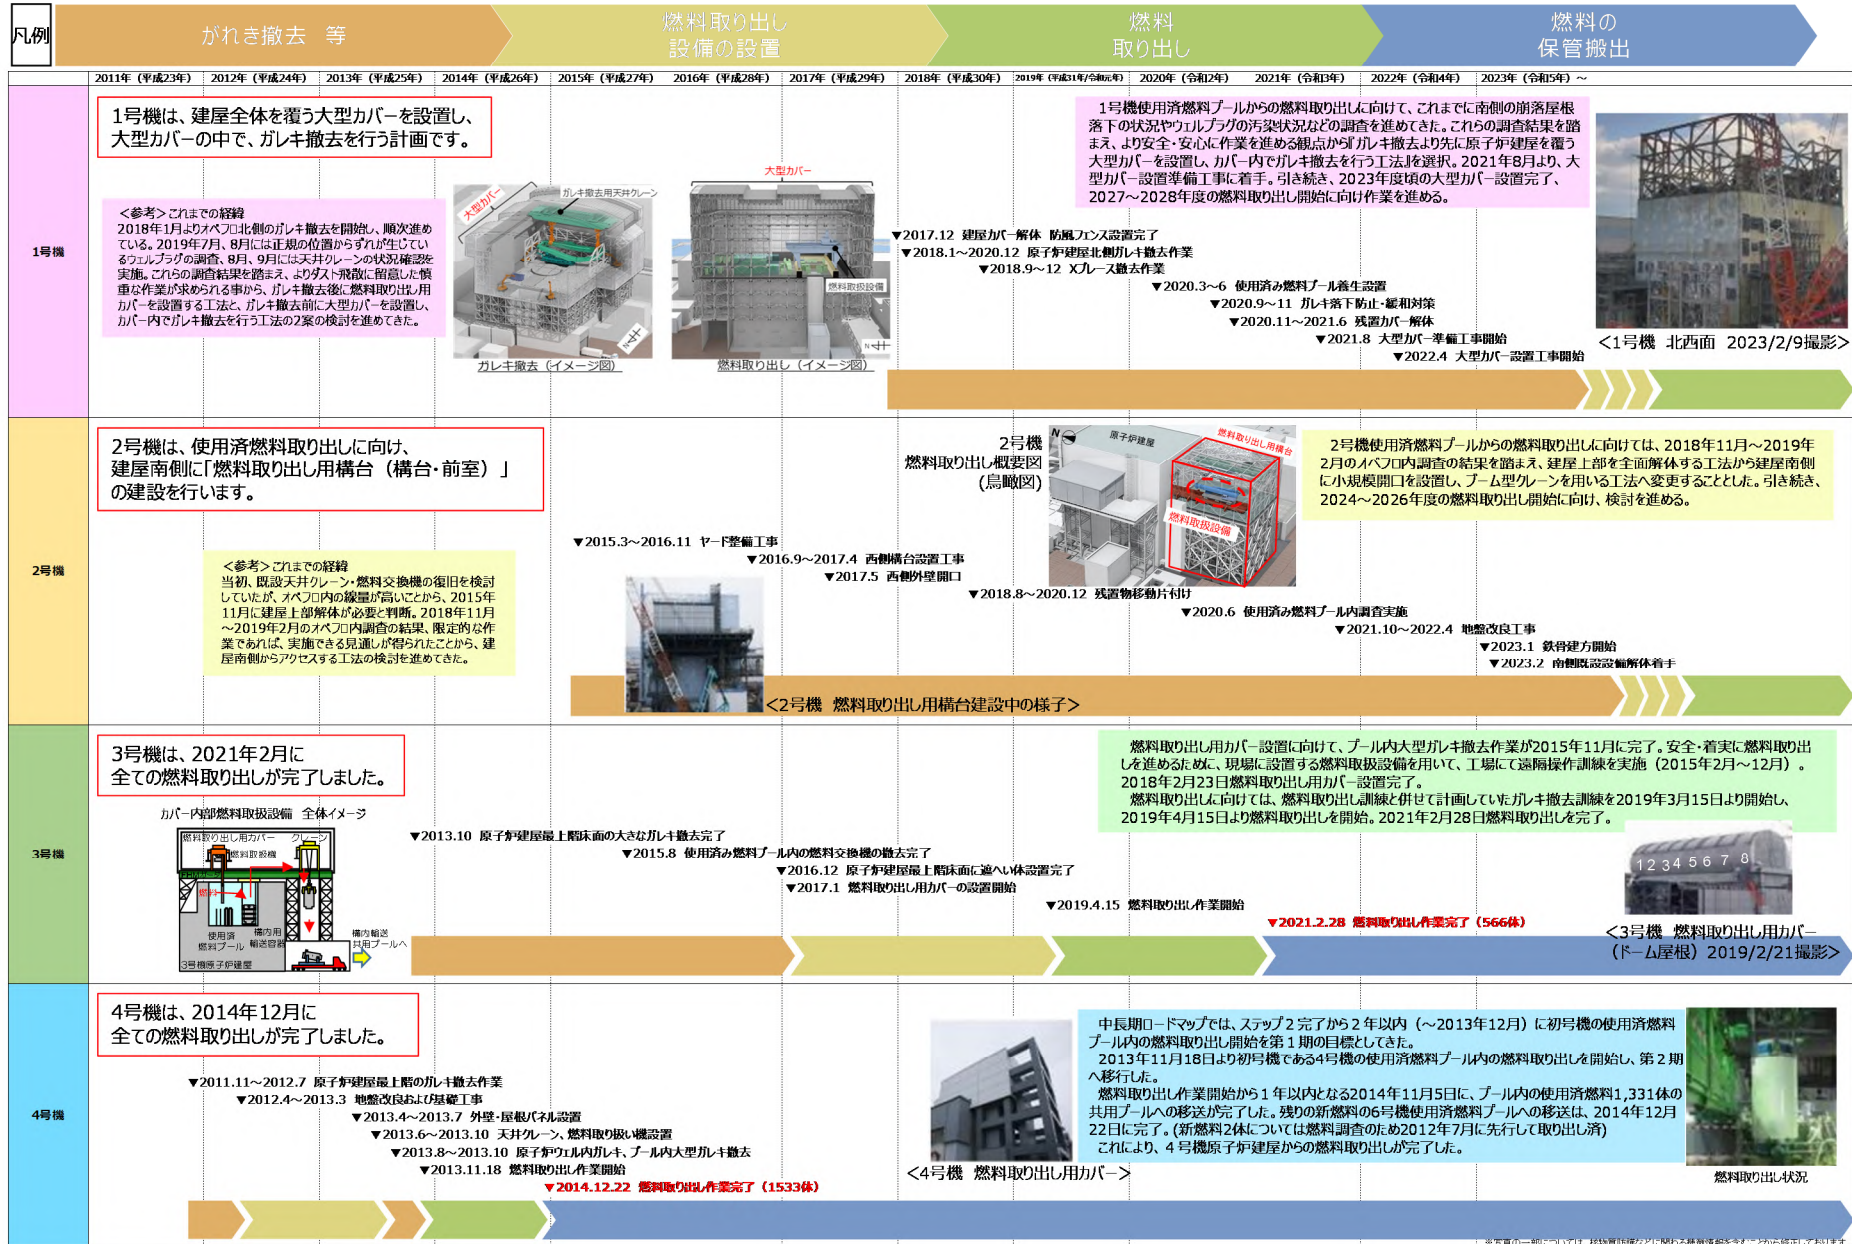 凡例
がれき撤去　等
燃料取り出し
設備の設置
燃料
取り出し
燃料の
保管搬出
2011年（平成23年） 2012年（平成24年） 2013年（平成25年） 2014年（平成26年） 2015年（平成27年） 2016年（平成28年） 2017年（平成29年） 2018年（平成30年） 2019年（平成31年/令和元年） 2020年（令和2年） 2021年（令和3年） 2022年（令和4年） 2023年（令和5年）～
1号機
1号機は、建屋全体を覆う大型カバーを設置し、
大型カバーの中で、ガレキ撤去を行う計画です。
＜参考＞これまでの経緯
2018年1月よりオペフロ北側のガレキ撤去を開始し、順次進め
ている。2019年7月、8月には正規の位置からずれが生じてい
るウェルプラグの調査、8月、9月には天井クレーンの状況確認を
実施。これらの調査結果を踏まえ、よりダスト飛散に留意した慎
重な作業が求められる事から、ガレキ撤去後に燃料取り出し用
カバーを設置する工法と、ガレキ撤去前に大型カバーを設置し、
カバー内でガレキ撤去を行う工法の2案の検討を進めてきた。
大型カバー
ガレキ撤去用天井クレーン
N
ガレキ撤去（イメージ図）
大型カバー
燃料取扱設備
N
燃料取り出し（イメージ図）
1号機使用済燃料プールからの燃料取り出しに向けて、これまでに南側の崩落屋根
落下の状況やウェルプラグの汚染状況などの調査を進めてきた。これらの調査結果を踏
まえ、より安全・安心に作業を進める観点から『ガレキ撤去より先に原子炉建屋を覆う
大型カバーを設置し、カバー内でガレキ撤去を行う工法』を選択。2021年8月より、大
型カバー設置準備工事に着手。引き続き、2023年度頃の大型カバー設置完了、
2027～2028年度の燃料取り出し開始に向け作業を進める。
▼2017.12 建屋カバー解体 防風フェンス設置完了
▼2018.1～2020.12 原子炉建屋北側ガレキ撤去作業
▼2018.9～12 Xブレース撤去作業
▼2020.3～6 使用済み燃料プール養生設置
▼2020.9～11 ガレキ落下防止・緩和対策
▼2020.11～2021.6 残置カバー解体
▼2021.8 大型カバー準備工事開始
▼2022.4 大型カバー設置工事開始
＜1号機 北西面 2023/2/9撮影＞
2号機
2号機は、使用済燃料取り出しに向け、
建屋南側に「燃料取り出し用構台（構台・前室）」
の建設を行います。
＜参考＞これまでの経緯
当初、既設天井クレーン・燃料交換機の復旧を検討
していたが、オペフロ内の線量が高いことから、2015年
11月に建屋上部解体が必要と判断。2018年11月
～2019年2月のオペフロ内調査の結果、限定的な作
業であれば、実施できる見通しが得られたことから、建
屋南側からアクセスする工法の検討を進めてきた。
2号機
燃料取り出し概要図
(鳥瞰図)
N
原子炉建屋
燃料取り出し用構台
燃料取扱設備
2号機使用済燃料プールからの燃料取り出しに向けては、2018年11月～2019年
2月のオペフロ内調査の結果を踏まえ、建屋上部を全面解体する工法から建屋南側
に小規模開口を設置し、ブーム型クレーンを用いる工法へ変更することとした。引き続き、
2024～2026年度の燃料取り出し開始に向け、検討を進める。
▼2015.3～2016.11 ヤード整備工事
▼2016.9～2017.4 西側構台設置工事
▼2017.5 西側外壁開口
▼2018.8～2020.12 残置物移動片付け
▼2020.6 使用済み燃料プール内調査実施
▼2021.10～2022.4 地盤改良工事
▼2023.1 鉄骨建方開始
▼2023.2 南側既設設備解体着手
＜2号機 燃料取り出し用構台建設中の様子＞
3号機
3号機は、2021年2月に
全ての燃料取り出しが完了しました。
カバー内部燃料取扱設備 全体イメージ
燃料取り出し用カバー
クレーン
燃料取扱機
FHMガーダ
燃料
使用済
燃料プール
構内用
輸送容器
3号機原子炉建屋
構内輸送
共用プールへ
燃料取り出し用カバー設置に向けて、プール内大型ガレキ撤去作業が2015年11月に完了。安全・着実に燃料取り出
しを進めるために、現場に設置する燃料取扱設備を用いて、工場にて遠隔操作訓練を実施（2015年2月～12月）。
2018年2月23日燃料取り出し用カバー設置完了。
燃料取り出しに向けては、燃料取り出し訓練と併せて計画していたガレキ撤去訓練を2019年3月15日より開始し、
2019年4月15日より燃料取り出しを開始。2021年2月28日燃料取り出しを完了。
▼2013.10 原子炉建屋最上階床面の大きなガレキ撤去完了
▼2015.8 使用済み燃料プール内の燃料交換機の撤去完了
▼2016.12 原子炉建屋最上階床面に遮へい体設置完了
▼2017.1 燃料取り出し用カバーの設置開始
▼2019.4.15 燃料取り出し作業開始
▼2021.2.28 燃料取り出し作業完了（566体）
1 2 3 4 5 6 7 8
＜3号機 燃料取り出し用カバー
（ドーム屋根）2019/2/21撮影＞
4号機
4号機は、2014年12月に
全ての燃料取り出しが完了しました。
▼2011.11～2012.7 原子炉建屋最上階のガレキ撤去作業
▼2012.4～2013.3 地盤改良および基礎工事
▼2013.4～2013.7 外壁・屋根パネル設置
▼2013.6～2013.10 天井クレーン、燃料取り扱い機設置
▼2013.8～2013.10 原子炉ウェル内ガレキ、プール内大型ガレキ撤去
▼2013.11.18 燃料取り出し作業開始
▼2014.12.22 燃料取り出し作業完了（1533体）
＜4号機 燃料取り出し用カバー＞
中長期ロードマップでは、ステップ２完了から２年以内（～2013年12月）に初号機の使用済燃料
プール内の燃料取り出し開始を第１期の目標としてきた。
2013年11月18日より初号機である4号機の使用済燃料プール内の燃料取り出しを開始し、第２期
へ移行した。
燃料取り出し作業開始から１年以内となる2014年11月5日に、プール内の使用済燃料1,331体の
共用プールへの移送が完了した。残りの新燃料の6号機使用済燃料プールへの移送は、2014年12月
22日に完了。(新燃料2体については燃料調査のため2012年7月に先行して取り出し済)
これにより、４号機原子炉建屋からの燃料取り出しが完了した。
燃料取り出し状況
※写真の一部については、核物質防護などに関わる機微情報を含むことから修正しております。